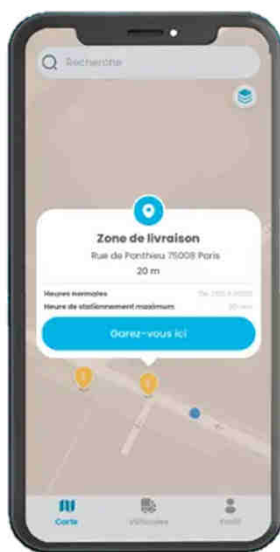 Recherche
Zone de livraison
Rue de Ponthieu 75008 Paris
20 m
Heures normales
Heure de stationnement maximum
Garez-vous ici
Carte
Véhicules
Profil